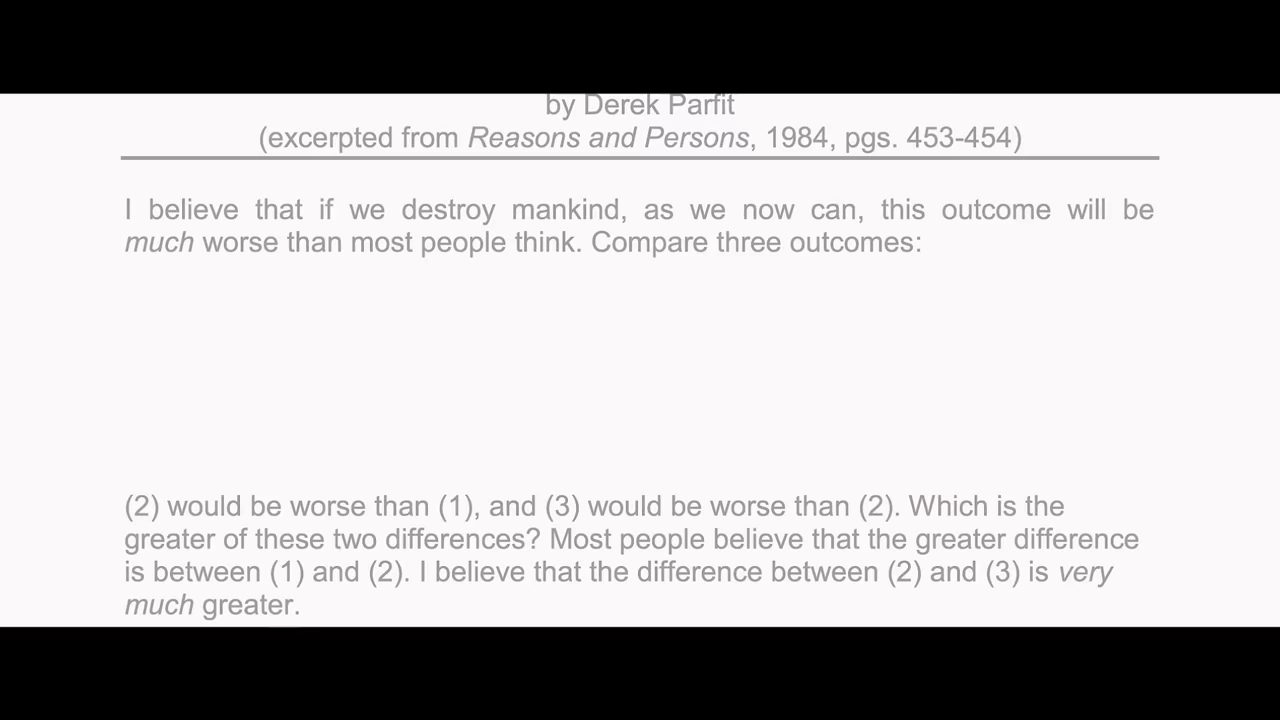 by Derek Parfit
(excerpted from Reasons and Persons, 1984, pgs. 453-454)
I believe that if we destroy mankind, as we now can, this outcome will be
much worse than most people think. Compare three outcomes:
(2) would be worse than (1), and (3) would be worse than (2). Which is the
greater of these two differences? Most people believe that the greater difference
is between (1) and (2). I believe that the difference between (2) and (3) is very
much greater.